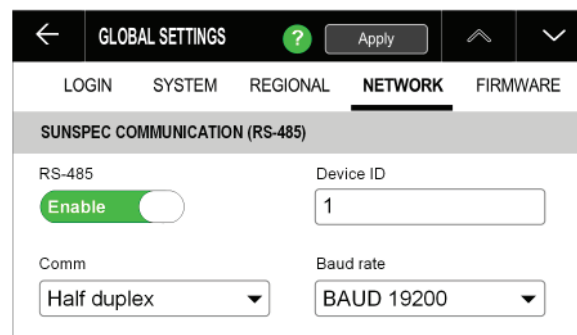 GLOBAL SETTINGS ? Apply
LOGIN SYSTEM REGIONAL NETWORK FIRMWARE
SUNSPEC COMMUNICATION (RS-485)
RS-485 Device ID
Enable 1
Comm Baud rate
Half duplex BAUD 19200